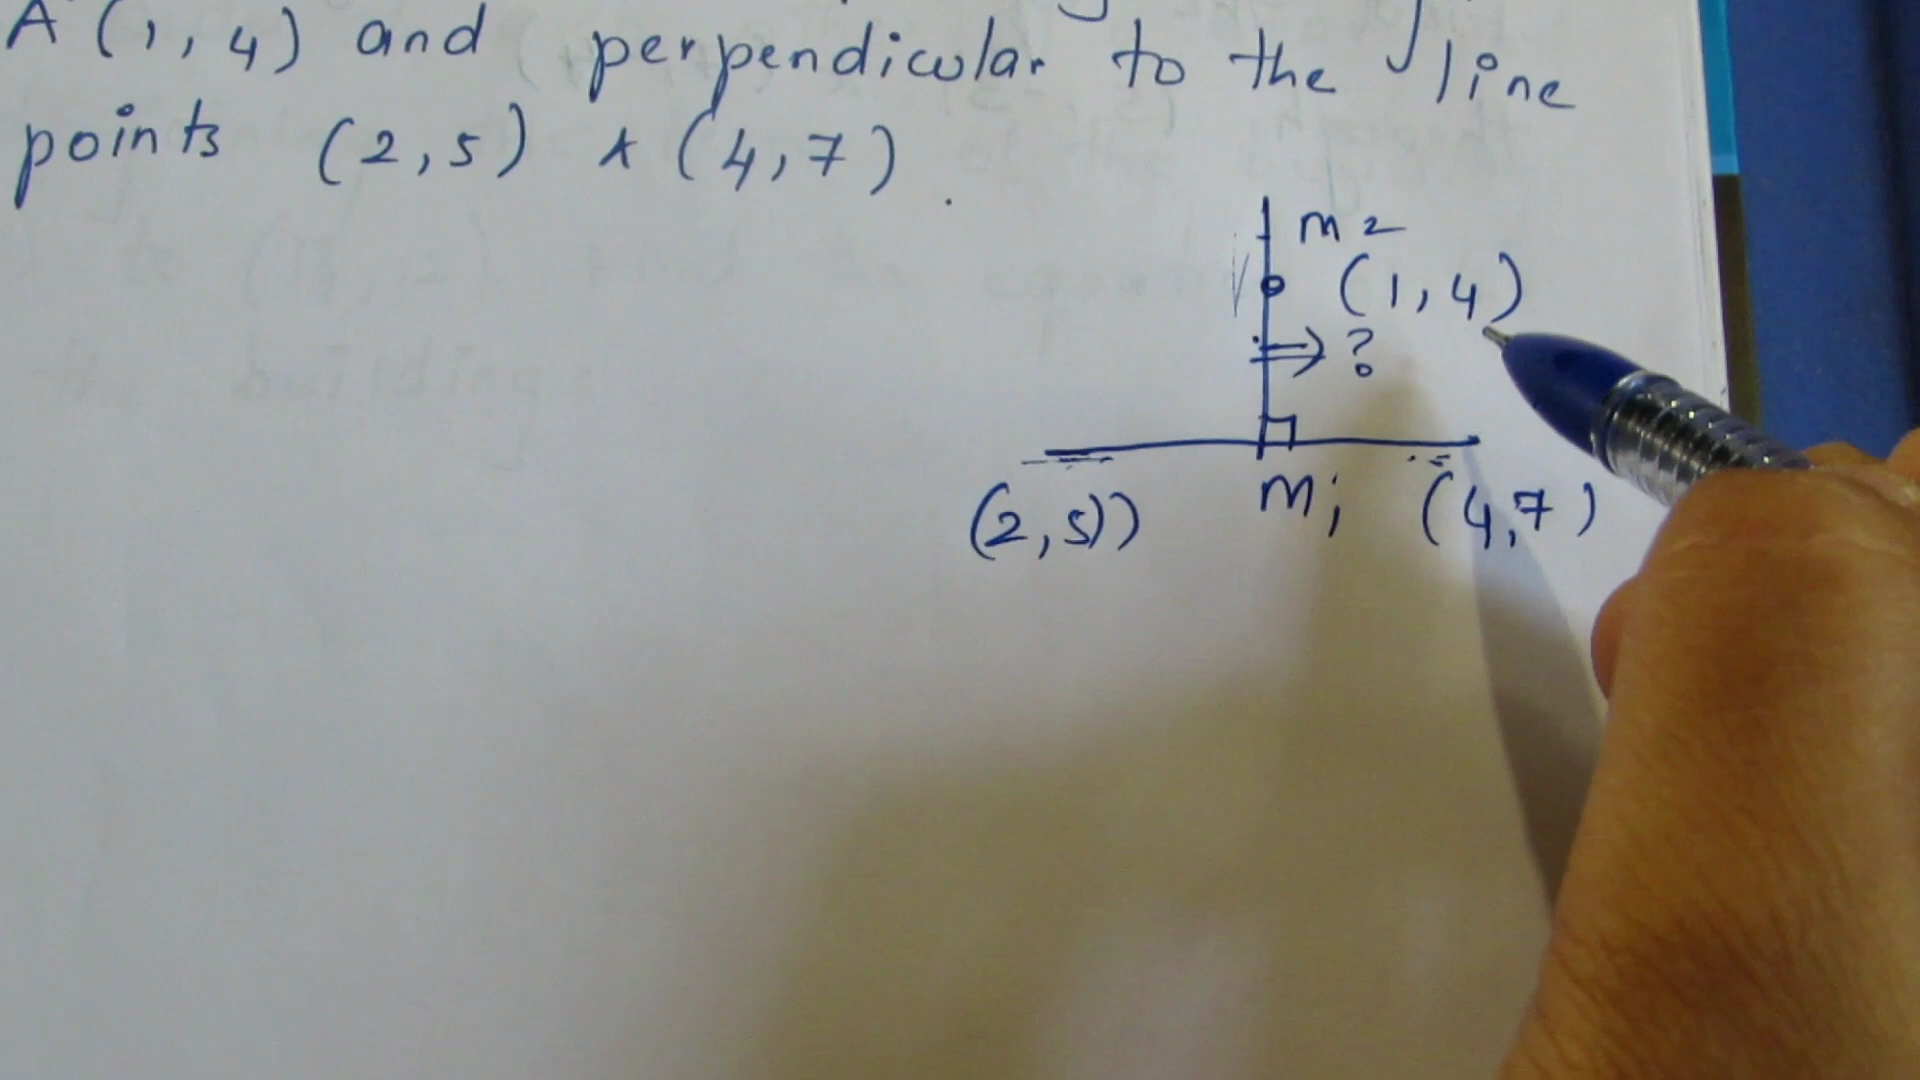 A (1, 4) and perpendicular to the line
points (2, 5) & (4, 7).
m2
(1, 4)
?
(2, 5)) m1 (4, 7)